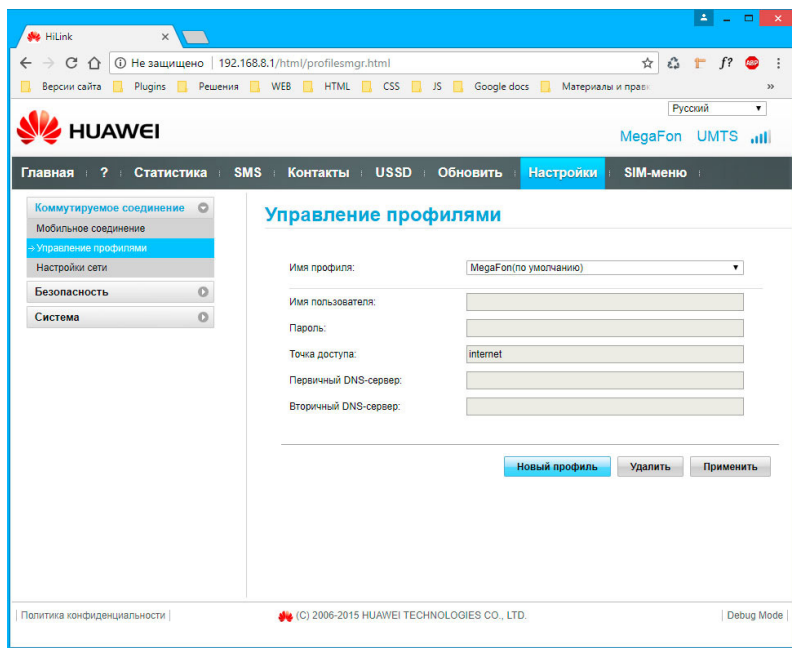 HiLink
Не защищено 192.168.8.1/html/profilesmgr.html
f?
ABP
Версии сайта Plugins Решения WEB HTML CSS JS Google docs Материалы и прав »
Русский
HUAWEI
MegaFon UMTS
Главная ? Статистика SMS Контакты USSD Обновить Настройки SIM-меню
Коммутируемое соединение
Мобильное соединение
Управление профилями
Настройки сети
Безопасность
Система
Управление профилями
Имя профиля: MegaFon(по умолчанию)
Имя пользователя:
Пароль:
Точка доступа: internet
Первичный DNS-сервер:
Вторичный DNS-сервер:
Новый профиль Удалить Применить
Политика конфиденциальности (C) 2006-2015 HUAWEI TECHNOLOGIES CO., LTD. Debug Mode